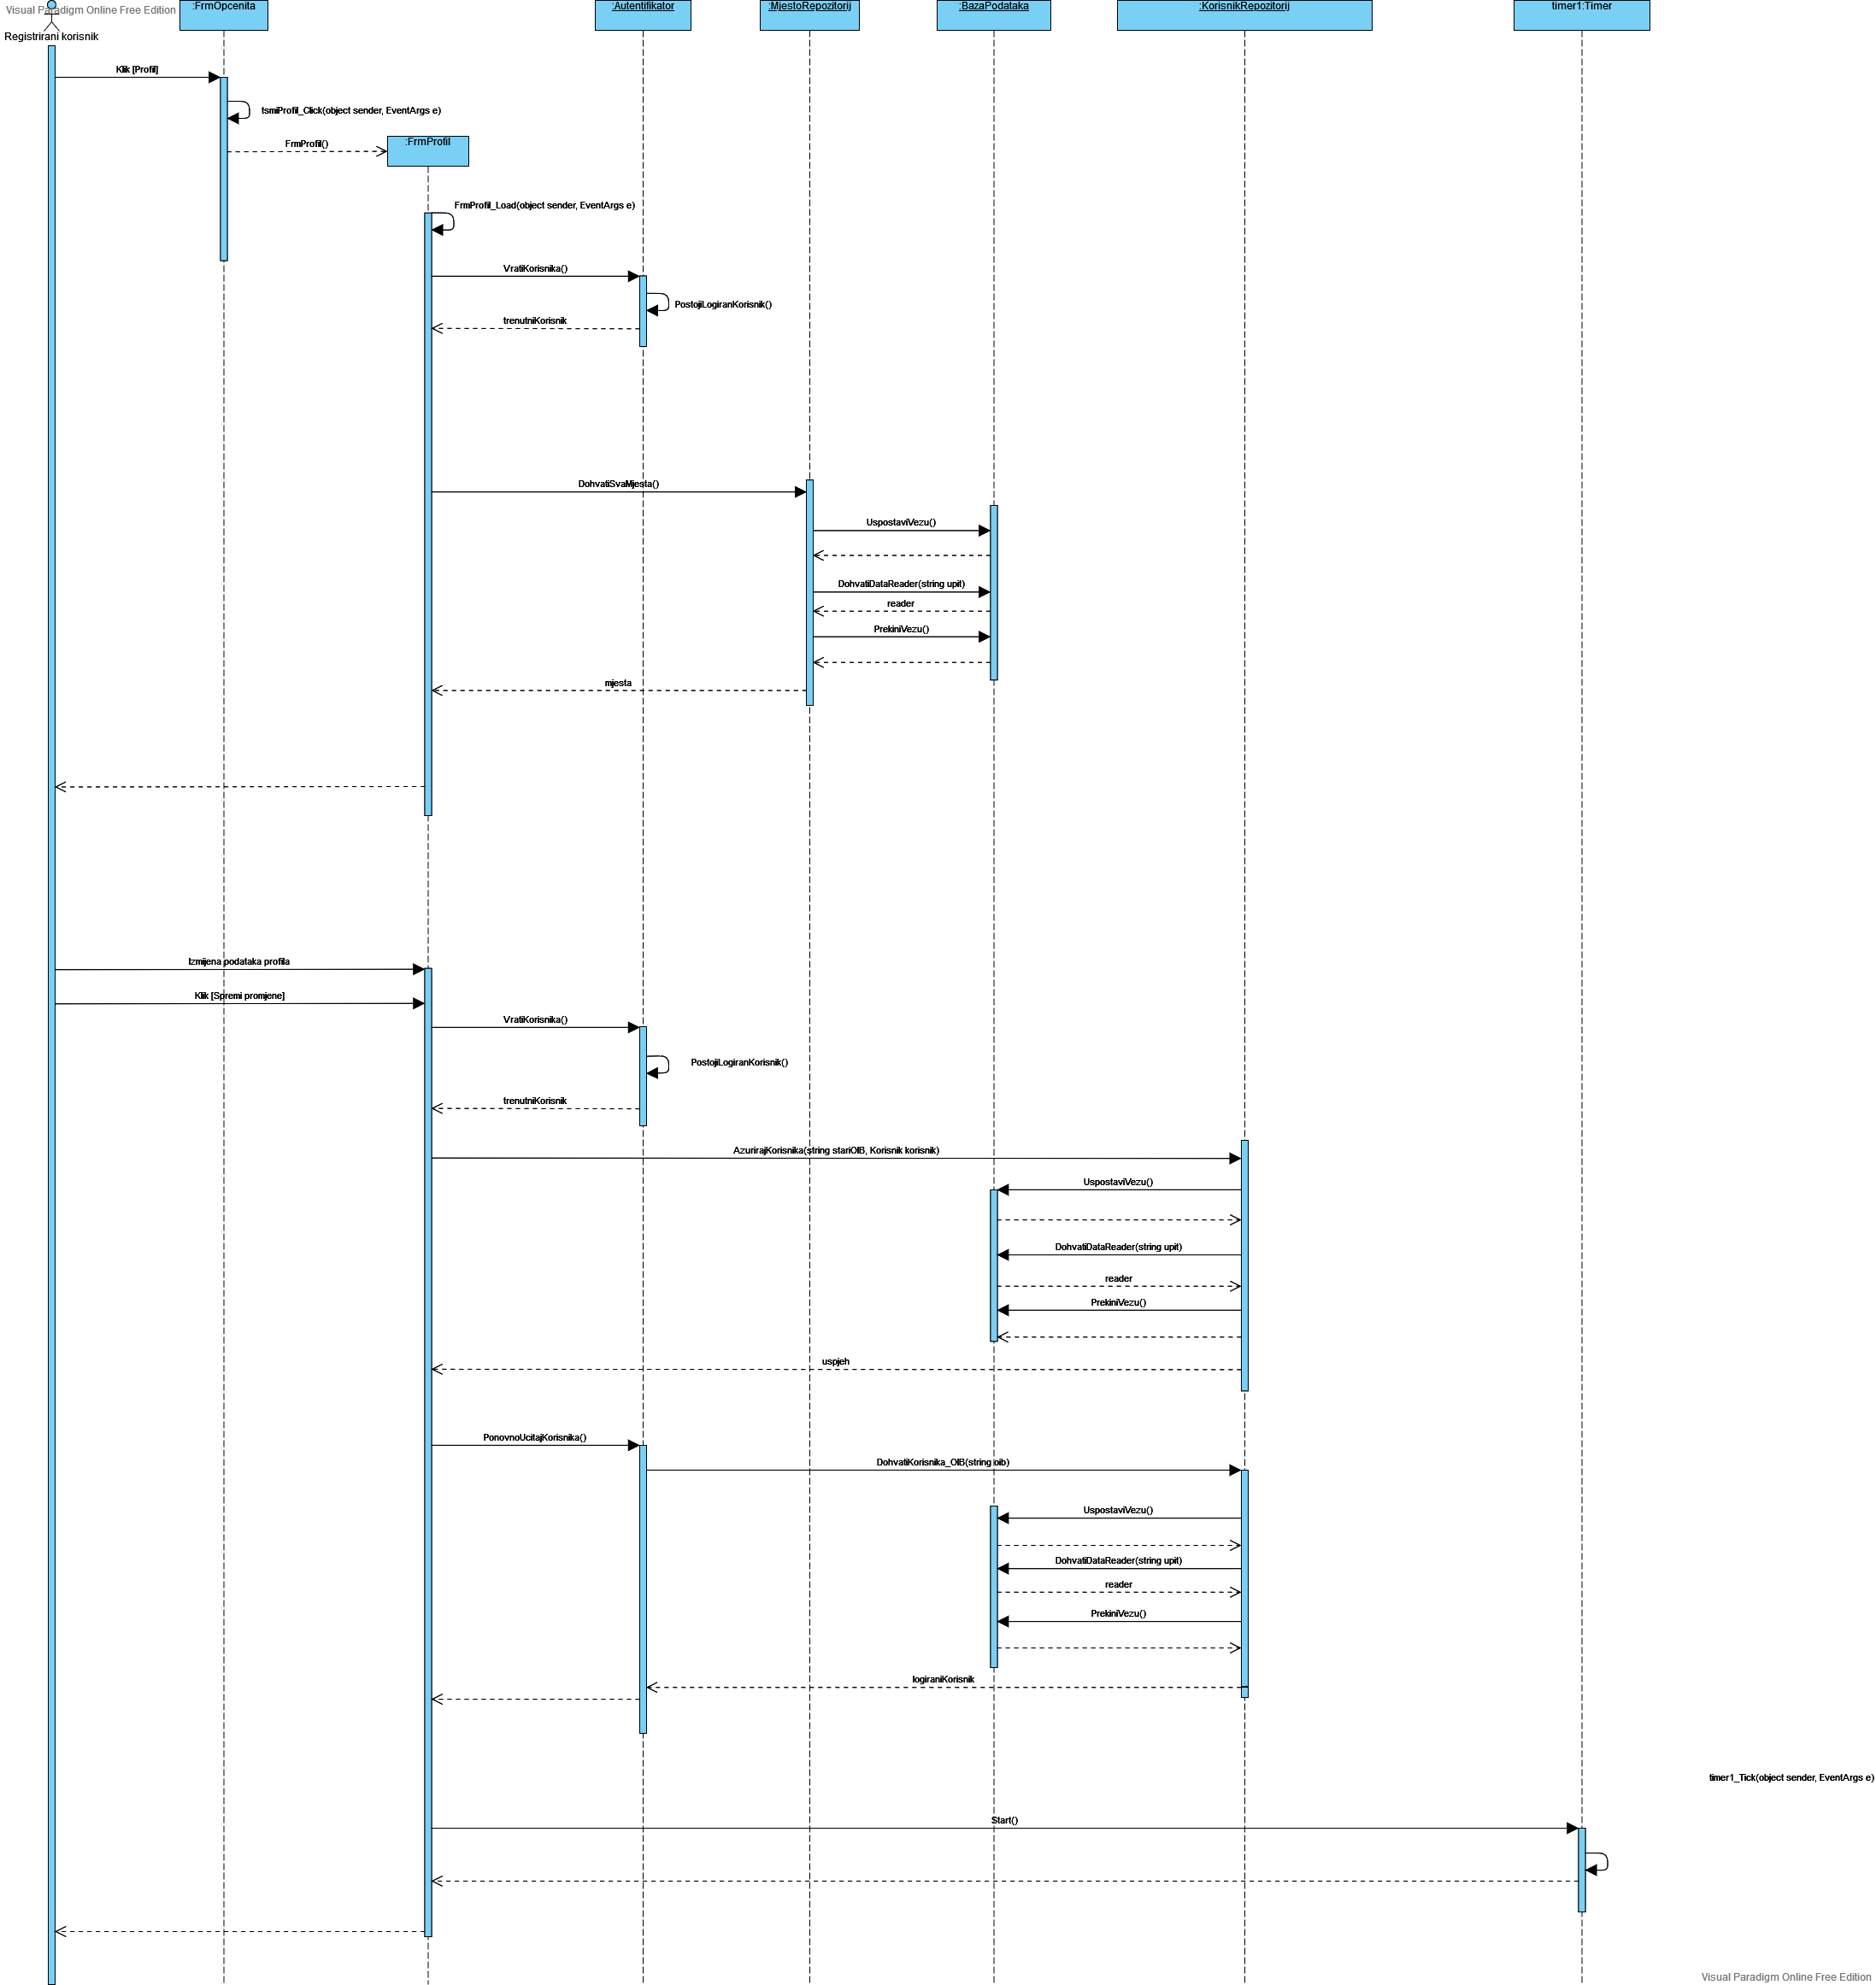 Visual Paradigm Online Free Edition
Registrirani korisnik
:FrmOpcenita
:Autentifikator
:MjestoRepozitorij
:BazaPodataka
:KorisnikRepozitorij
timer1:Timer
Klik [Profil]
tsmiProfil_Click(object sender, EventArgs e)
FrmProfil()
:FrmProfil
FrmProfil_Load(object sender, EventArgs e)
VratiKorisnika()
PostojiLogiranKorisnik()
trenutniKorisnik
DohvatiSvaMjesta()
UspostaviVezu()
DohvatiDataReader(string upit)
reader
PrekiniVezu()
mjesta
Izmijena podataka profila
Klik [Spremi promjene]
VratiKorisnika()
PostojiLogiranKorisnik()
trenutniKorisnik
AzurirajKorisnika(string stariOIB, Korisnik korisnik)
UspostaviVezu()
DohvatiDataReader(string upit)
reader
PrekiniVezu()
uspjeh
PonovnoUcitajKorisnika()
DohvatiKorisnika_OIB(string oib)
UspostaviVezu()
DohvatiDataReader(string upit)
reader
PrekiniVezu()
logiraniKorisnik
timer1_Tick(object sender, EventArgs e)
Start()
Visual Paradigm Online Free Edition